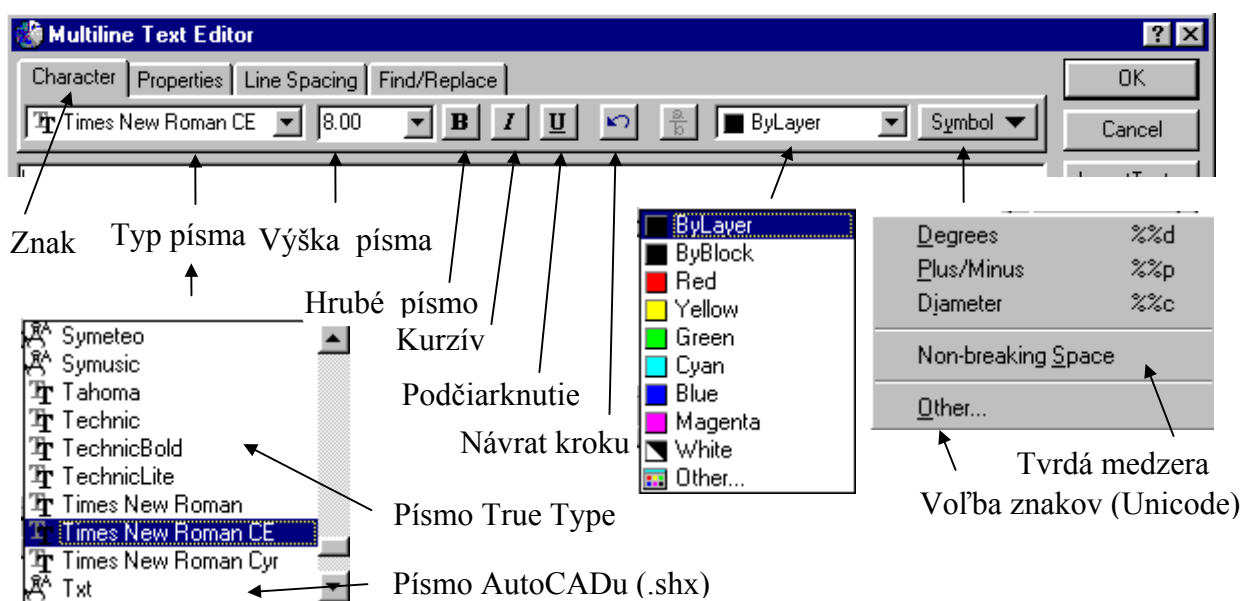 Multiline Text Editor
Character Properties Line Spacing Find/Replace
OK
Times New Roman CE 8.00 B I U a/b ByLayer Symbol
Cancel
Znak
Typ písma
Výška písma
Hrubé písmo
Kurzív
Podčiarknutie
Návrat kroku
Symeteo
Symusic
Tahoma
Technic
TechnicBold
TechnicLite
Times New Roman
Times New Roman CE
Times New Roman Cyr
Txt
Písmo True Type
Písmo AutoCADu (.shx)
ByLayer
ByBlock
Red
Yellow
Green
Cyan
Blue
Magenta
White
Other...
Degrees %%d
Plus/Minus %%p
Diameter %%c
Non-breaking Space
Other...
Tvrdá medzera
Voľba znakov (Unicode)